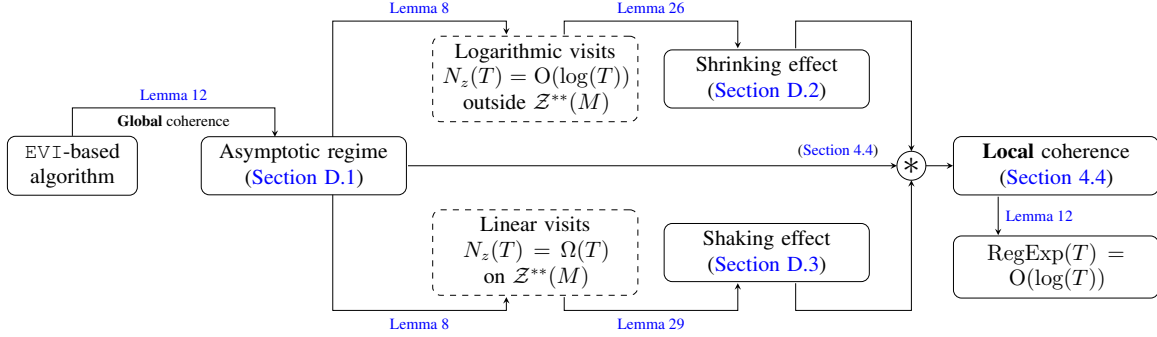 Lemma 8
Lemma 26
Logarithmic visits
N_z(T) = O(log(T))
outside Z**(M)
Shrinking effect
(Section D.2)
Lemma 12
Global coherence
EVI-based
algorithm
Asymptotic regime
(Section D.1)
(Section 4.4)
*
Local coherence
(Section 4.4)
Lemma 12
RegExp(T) =
O(log(T))
Linear visits
N_z(T) = Ω(T)
on Z**(M)
Shaking effect
(Section D.3)
Lemma 8
Lemma 29